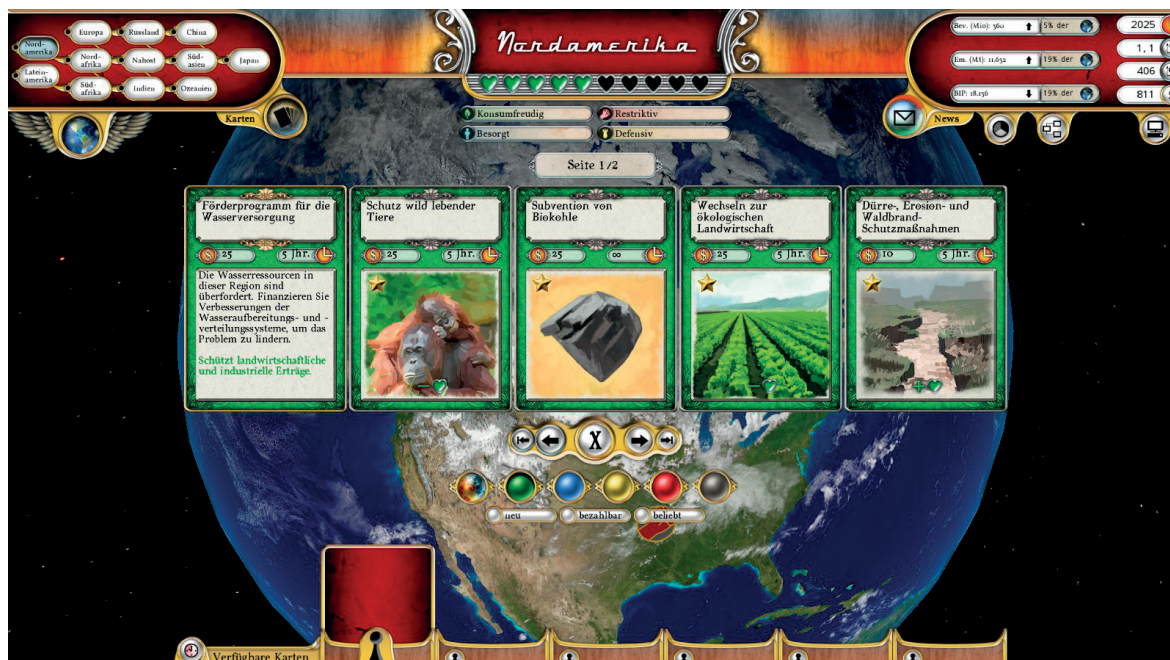 Europa
Russland
China
Nord-
amerika
Nord-
afrika
Nahost
Süd-
asien
Japan
Latein-
amerika
Süd-
afrika
Indien
Ozeanien
Karten
Nordamerika
Konsumfreudig
Restriktiv
Besorgt
Defensiv
Bev. (Mio): 360
5% der
2025
Em. (Mt): 11.632
19% der
1,1
406
BIP: 18.156
19% der
811
News
Seite 1/2
Förderprogramm für die
Wasserversorgung
$ 25
5 Jhr.
Die Wasserressourcen in
dieser Region sind
überfordert. Finanzieren Sie
Verbesserungen der
Wasseraufbereitungs- und -
verteilungssysteme, um das
Problem zu lindern.
Schützt landwirtschaftliche
und industrielle Erträge.
Schutz wild lebender
Tiere
$ 25
5 Jhr.
Subvention von
Biokohle
$ 25
∞
Wechseln zur
ökologischen
Landwirtschaft
$ 25
5 Jhr.
Dürre-, Erosion- und
Waldbrand-
Schutzmaßnahmen
$ 10
5 Jhr.
X
neu
bezahlbar
beliebt
Verfügbare Karten